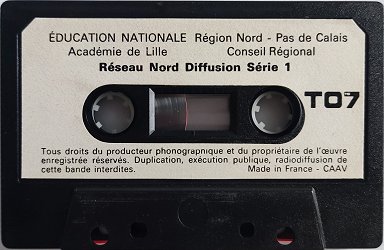 ÉDUCATION NATIONALE Région Nord - Pas de Calais
Académie de Lille Conseil Régional
Réseau Nord Diffusion Série 1
TO7
Tous droits du producteur phonographique et du propriétaire de l'œuvre
enregistrée réservés. Duplication, exécution publique, radiodiffusion de
cette bande interdites. Made in France - CAAV